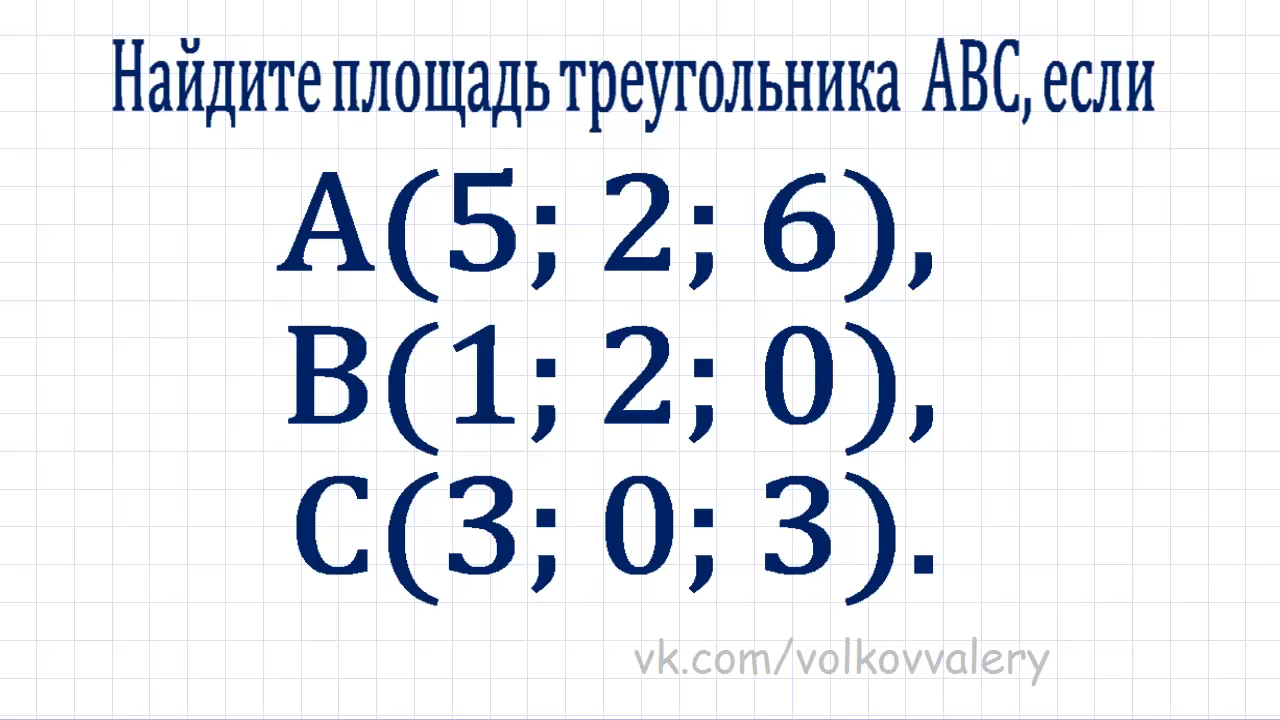 Найдите площадь треугольника ABC, если
A(5; 2; 6),
B(1; 2; 0),
C(3; 0; 3).
vk.com/volkovvalery